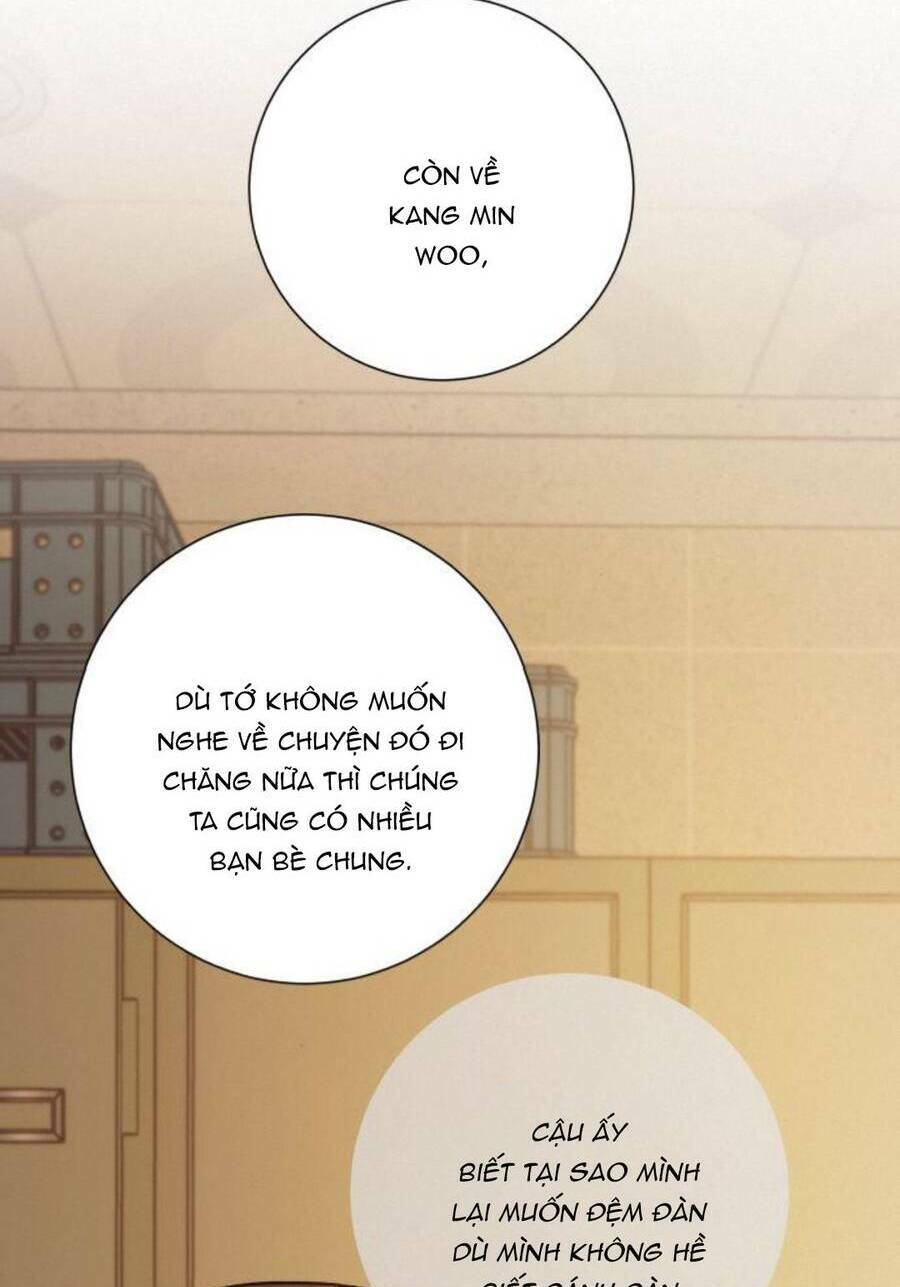 CÒN VỀ
KANG MIN
WOO,
DÙ TỚ KHÔNG MUỐN
NGHE VỀ CHUYỆN ĐÓ ĐI
CHĂNG NỮA THÌ CHÚNG
TA CŨNG CÓ NHIỀU
BẠN BÈ CHUNG.
CẬU ẤY
BIẾT TẠI SAO MÌNH
LẠI MUỐN ĐỆM ĐÀN
DÙ MÌNH KHÔNG HỀ